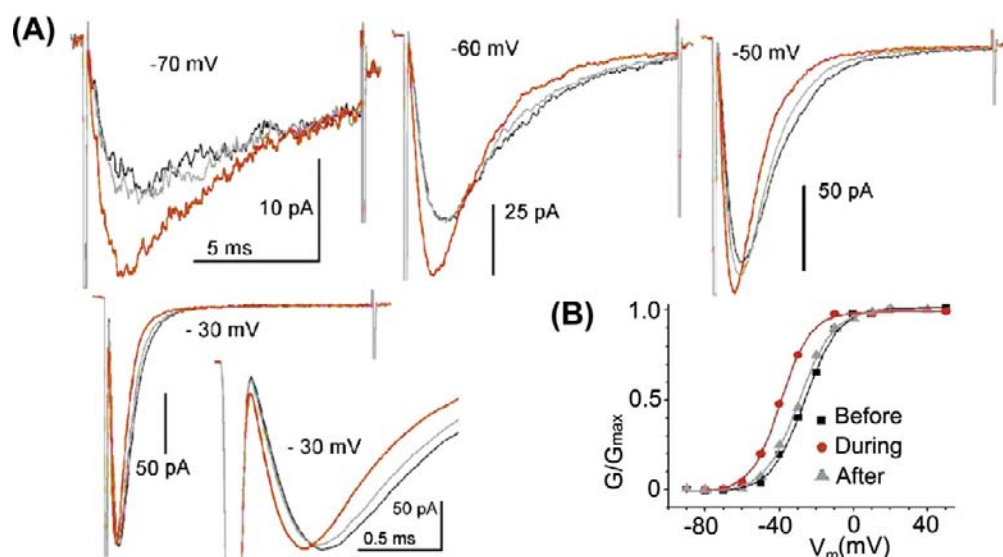 (A)
-70 mV
-60 mV
-50 mV
10 pA
5 ms
25 pA
50 pA
- 30 mV
50 pA
- 30 mV
50 pA
0.5 ms
(B)
1.0
0.5
0
G/Gmax
Before
During
After
-80 -40 0 40
Vm(mV)